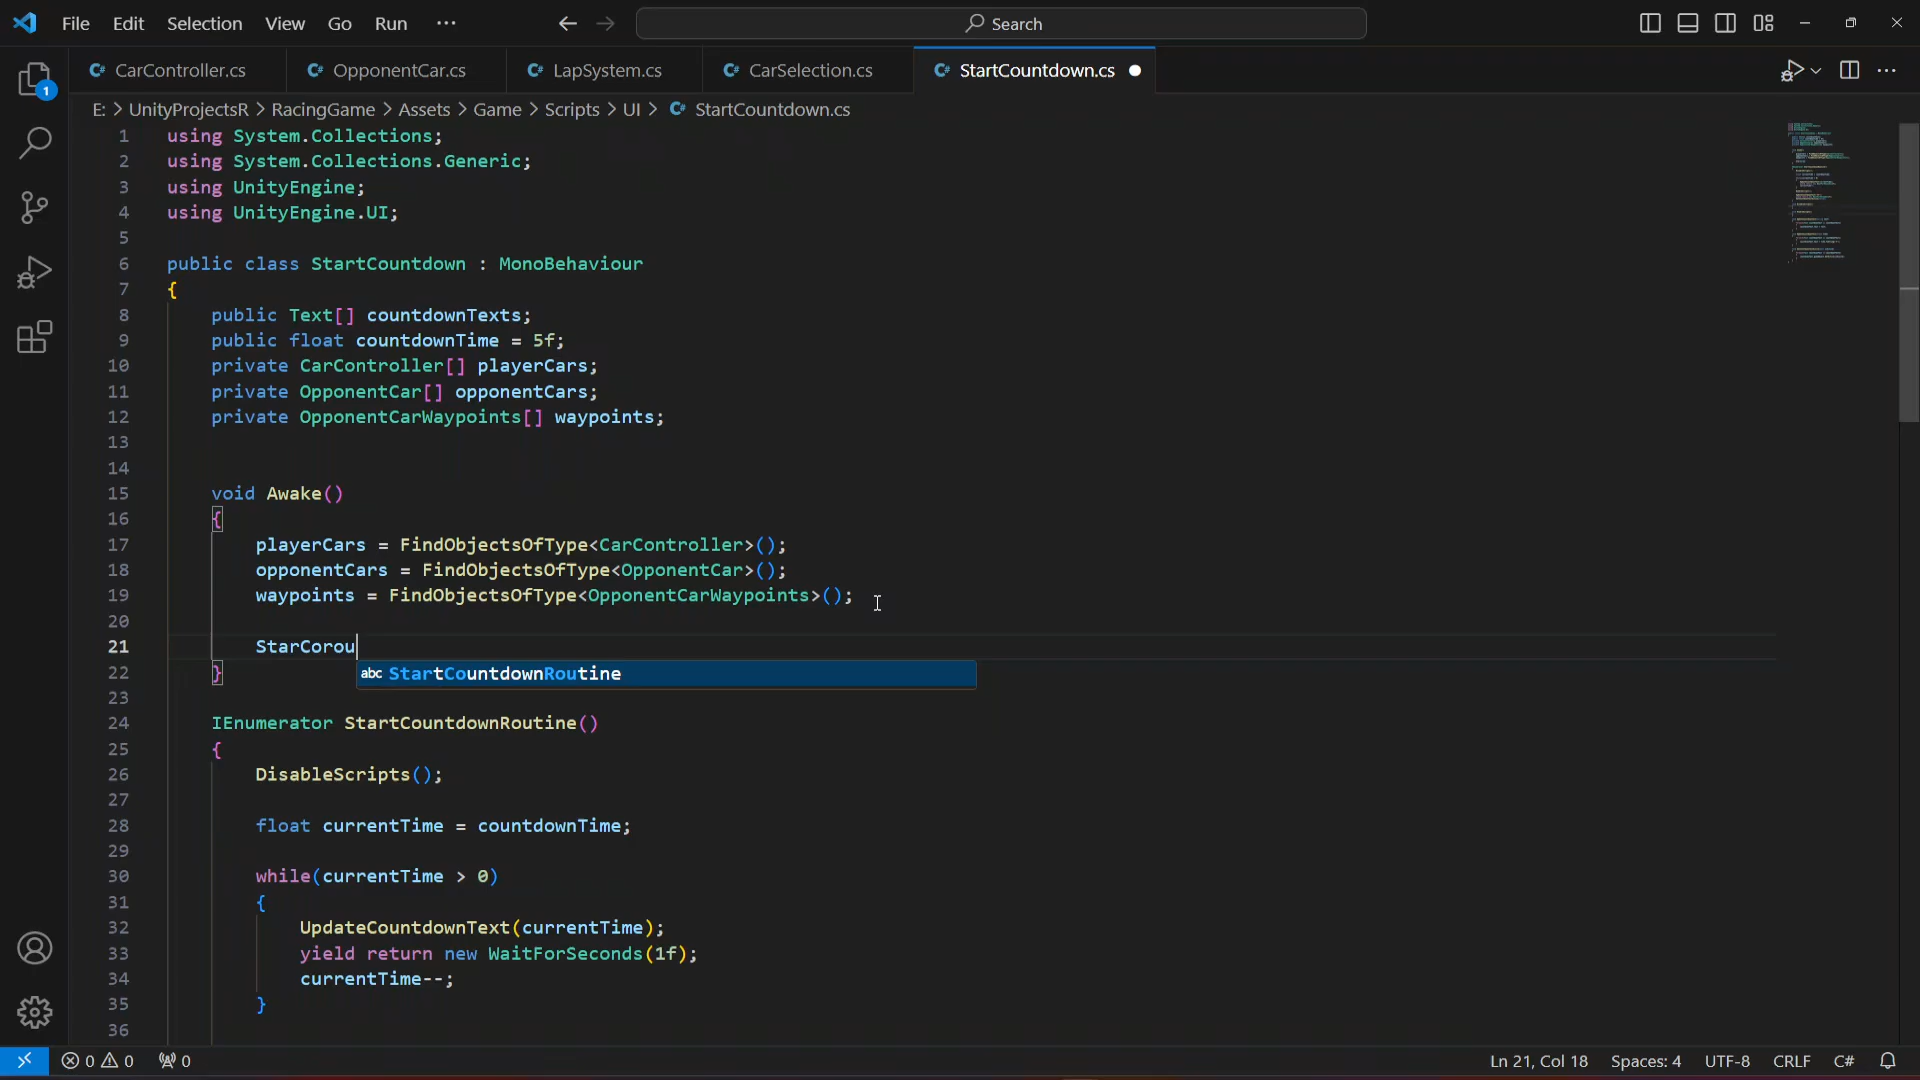 File Edit Selection View Go Run ··· Search
CarController.cs OpponentCar.cs LapSystem.cs CarSelection.cs StartCountdown.cs
E: > UnityProjectsR > RacingGame > Assets > Game > Scripts > UI > StartCountdown.cs
1
1 using System.Collections;
2 using System.Collections.Generic;
3 using UnityEngine;
4 using UnityEngine.UI;
5
6 public class StartCountdown : MonoBehaviour
7 {
8 public Text[] countdownTexts;
9 public float countdownTime = 5f;
10 private CarController[] playerCars;
11 private OpponentCar[] opponentCars;
12 private OpponentCarWaypoints[] waypoints;
13
14
15 void Awake()
16 {
17 playerCars = FindObjectsOfType<CarController>();
18 opponentCars = FindObjectsOfType<OpponentCar>();
19 waypoints = FindObjectsOfType<OpponentCarWaypoints>();
20
21 StarCorou
22 }
abc StartCountdownRoutine
23
24 IEnumerator StartCountdownRoutine()
25 {
26 DisableScripts();
27
28 float currentTime = countdownTime;
29
30 while(currentTime > 0)
31 {
32 UpdateCountdownText(currentTime);
33 yield return new WaitForSeconds(1f);
34 currentTime--;
35 }
36
0 0 0 Ln 21, Col 18 Spaces: 4 UTF-8 CRLF C#